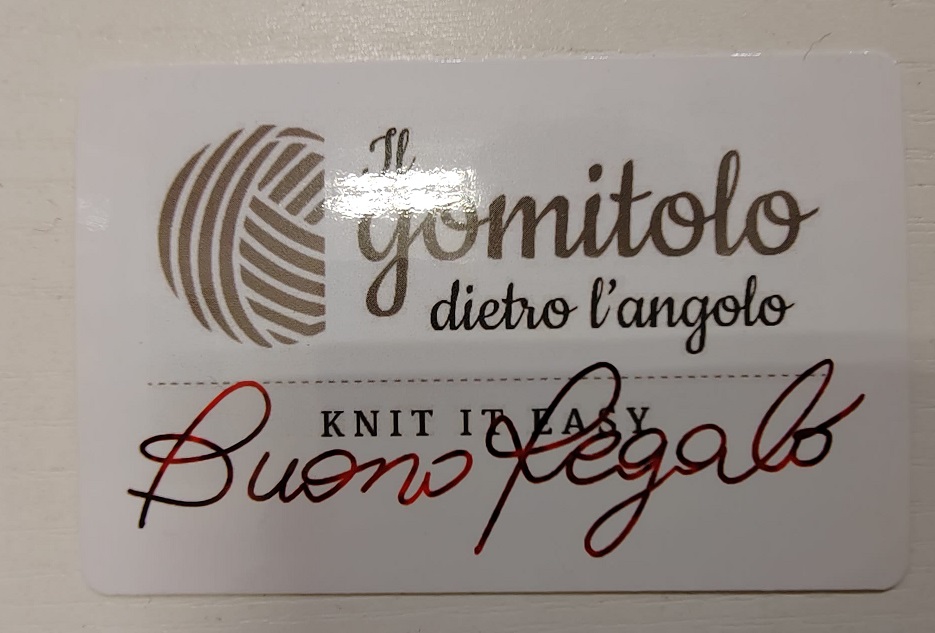 Il
gomitolo
dietro l'angolo
KNIT IT EASY
Buono Regalo